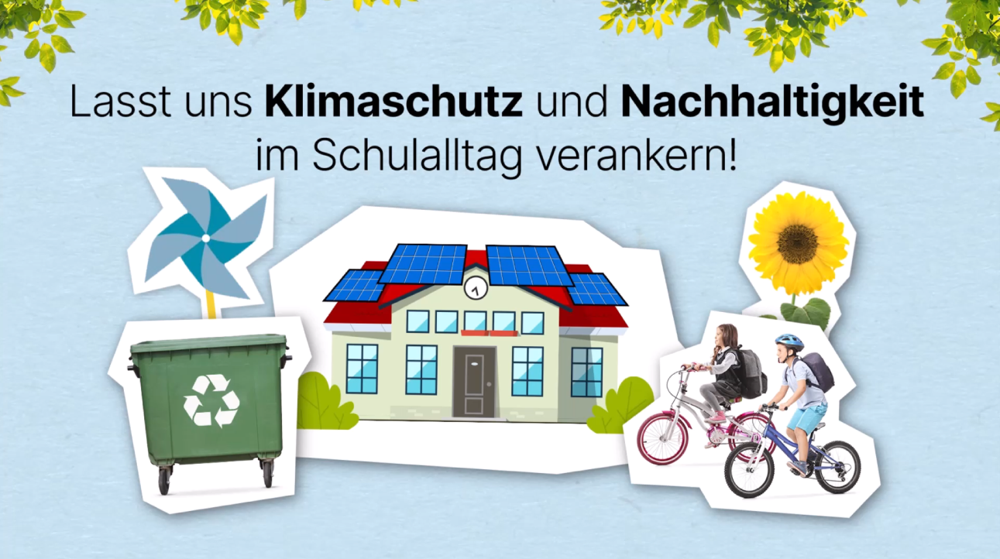 Lasst uns Klimaschutz und Nachhaltigkeit
im Schulalltag verankern!